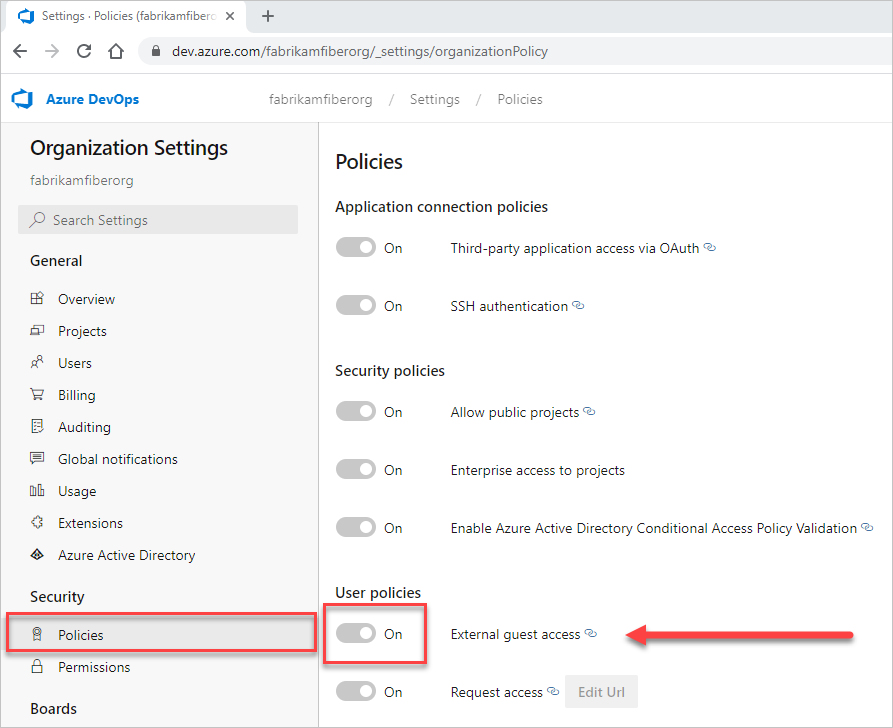 Settings · Policies (fabrikamfiberor
dev.azure.com/fabrikamfiberorg/_settings/organizationPolicy
Azure DevOps
fabrikamfiberorg / Settings / Policies
Organization Settings
fabrikamfiberorg
Search Settings
General
Overview
Projects
Users
Billing
Auditing
Global notifications
Usage
Extensions
Azure Active Directory
Security
Policies
Permissions
Boards
Policies
Application connection policies
On Third-party application access via OAuth
On SSH authentication
Security policies
On Allow public projects
On Enterprise access to projects
On Enable Azure Active Directory Conditional Access Policy Validation
User policies
On External guest access
On Request access Edit Url